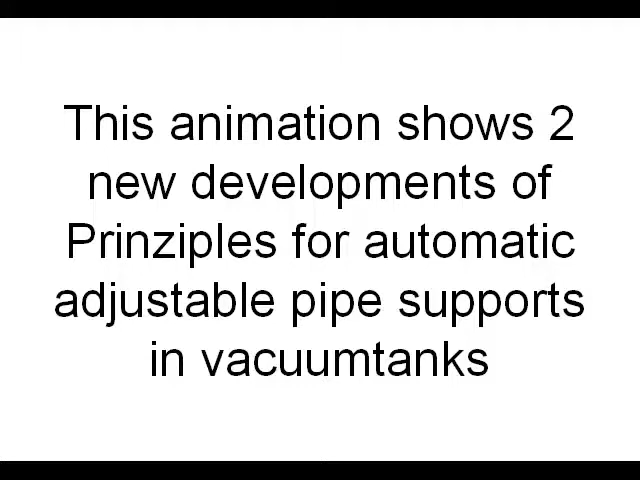 This animation shows 2
new developments of
Prinziples for automatic
adjustable pipe supports
in vacuumtanks